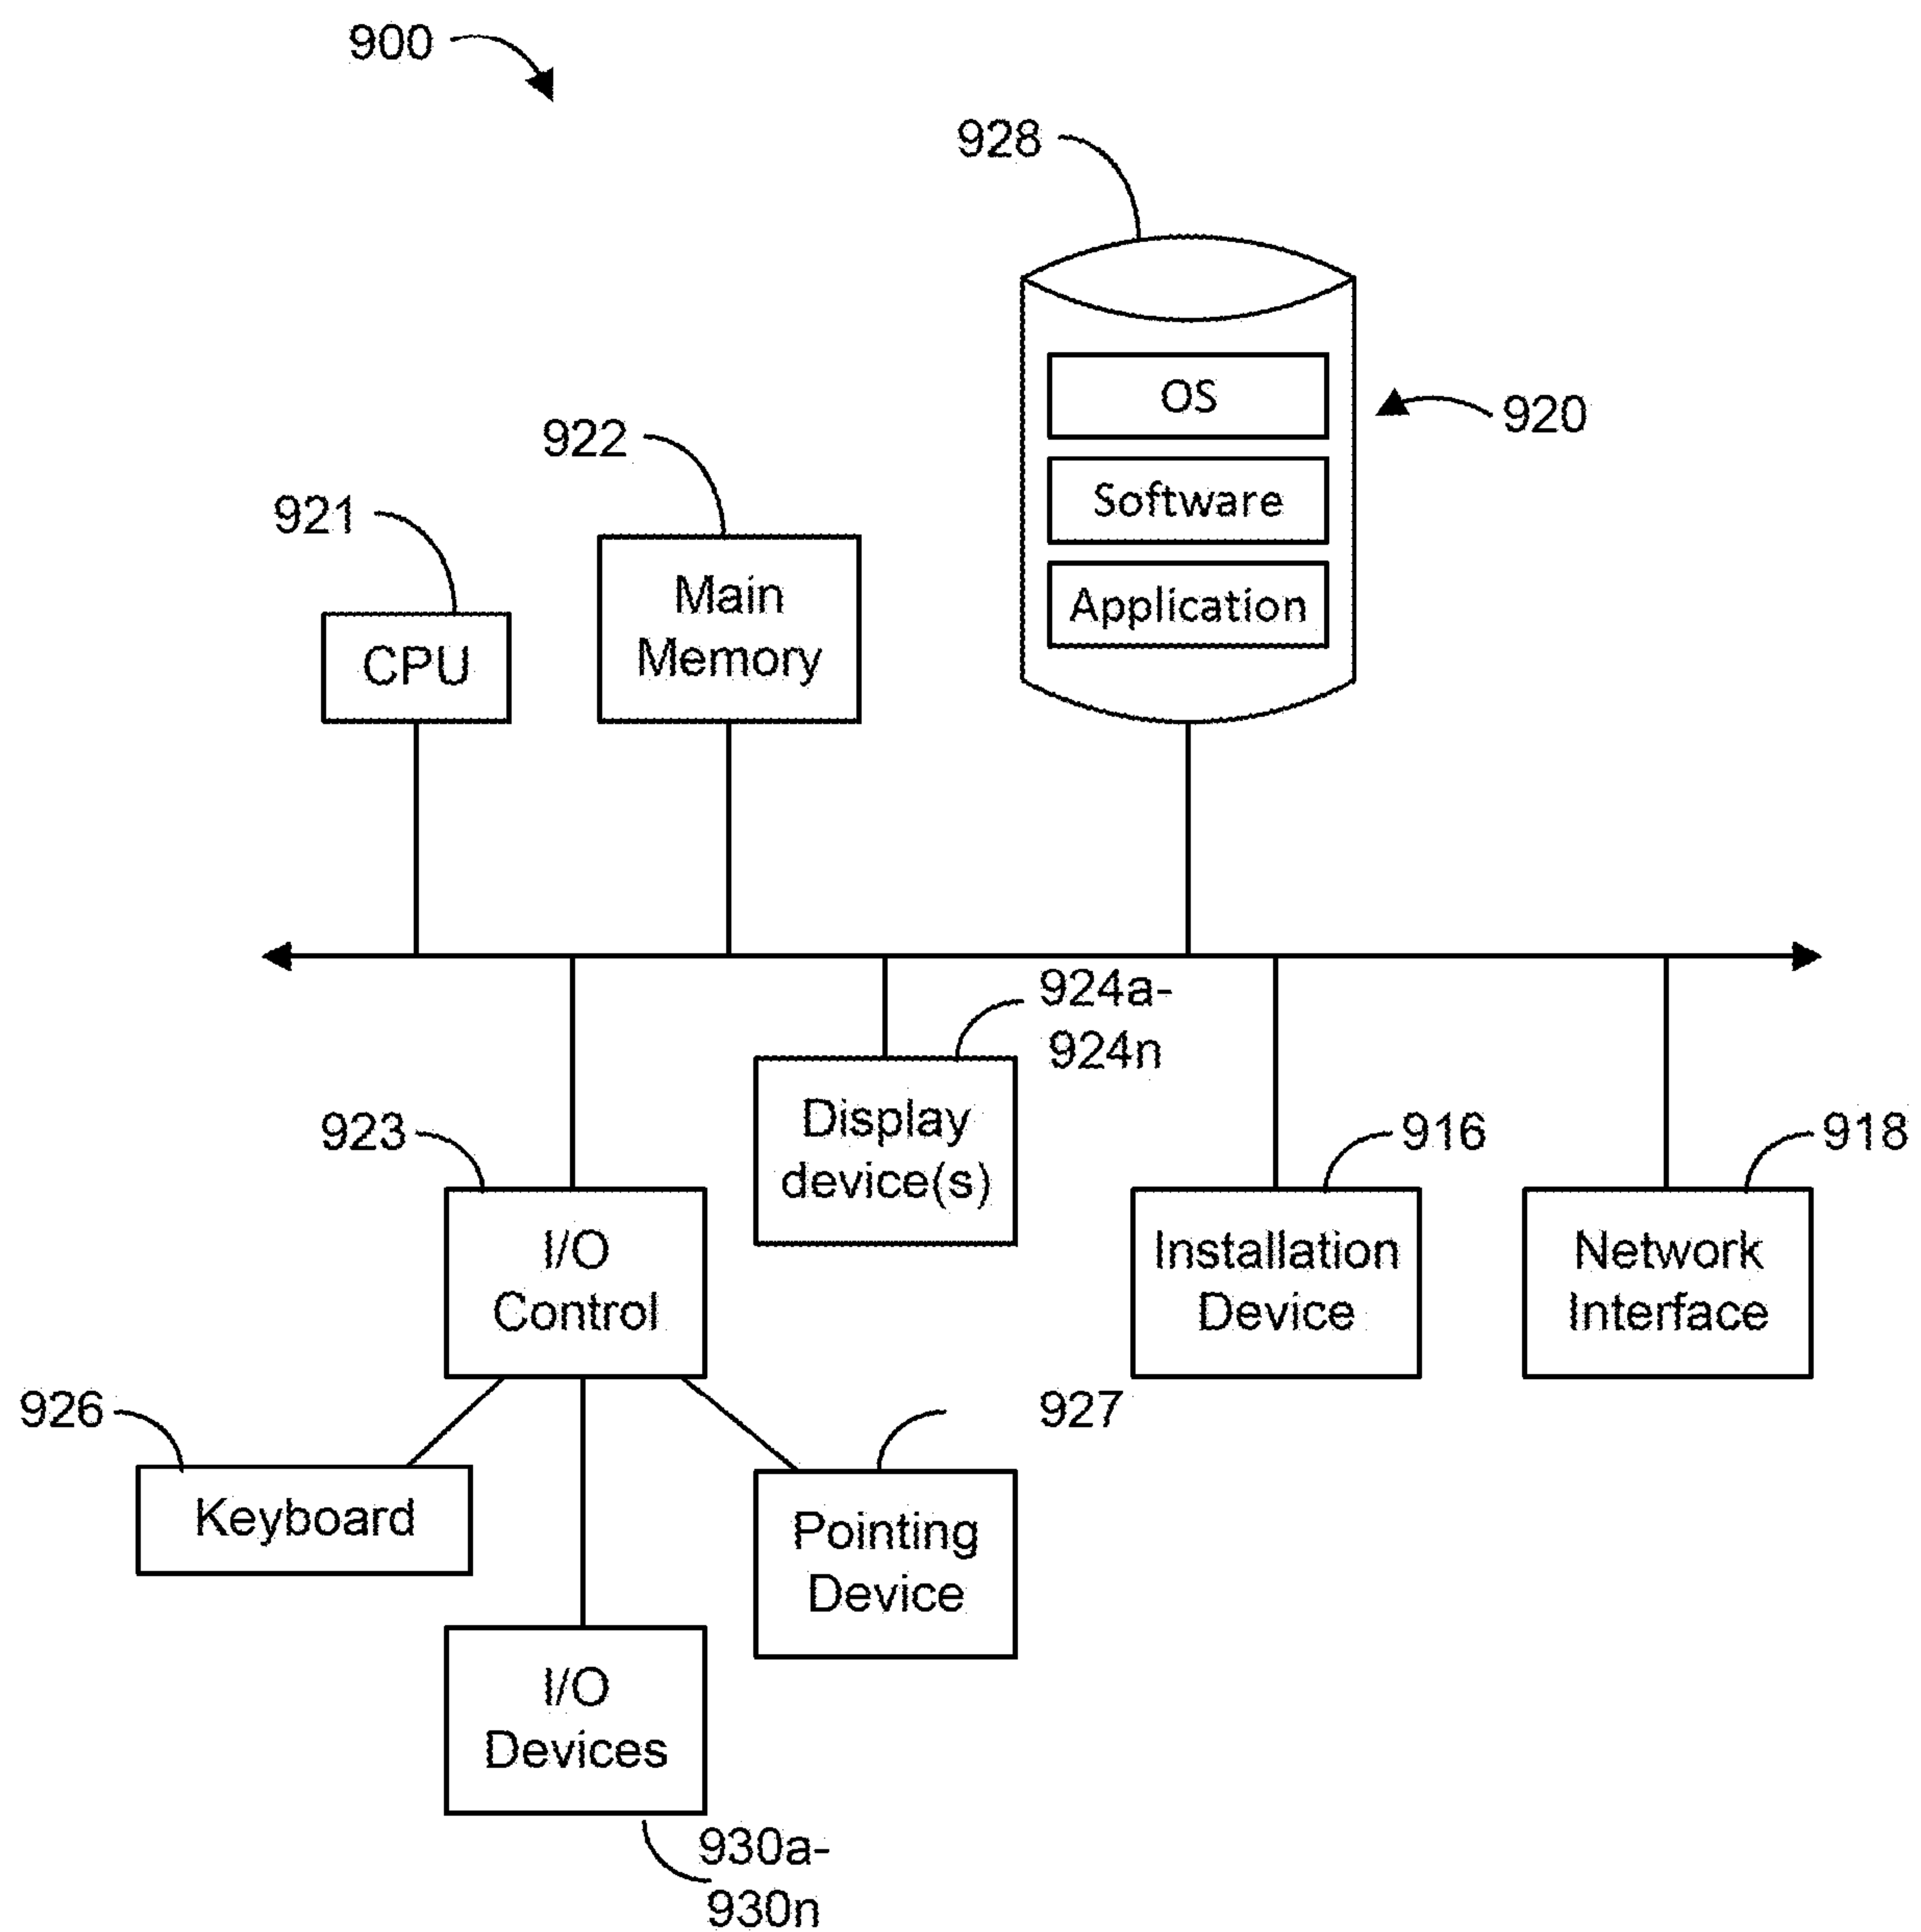 900
928
OS
920
922
Software
921
Main
Memory
Application
CPU
924a-
924n
923
Display
device(s)
916
918
I/O
Control
Installation
Device
Network
Interface
926
927
Keyboard
Pointing
Device
I/O
Devices
930a-
930n